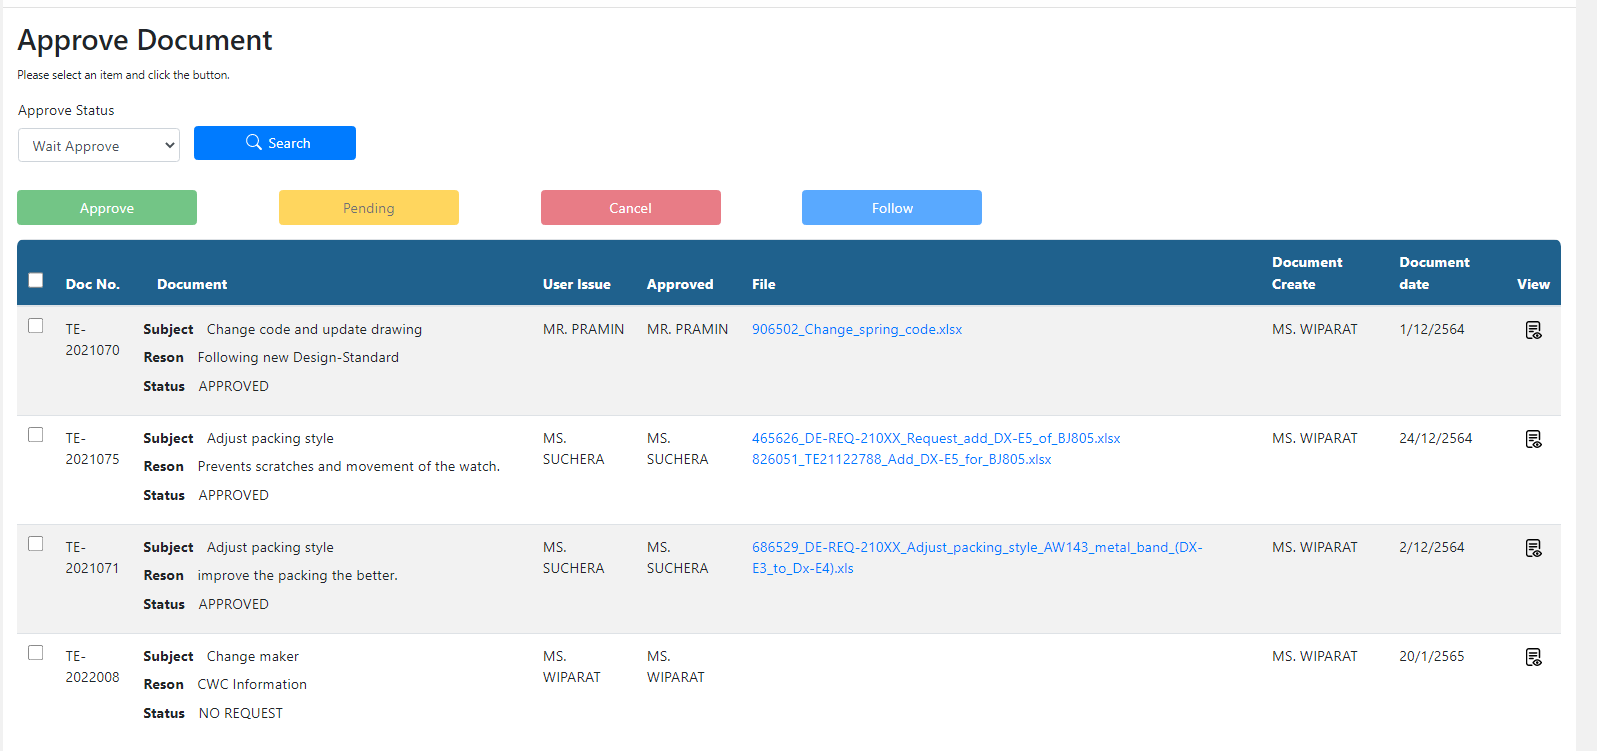 Approve Document
Please select an item and click the button.
Approve Status
Wait Approve
Search
Approve Pending Cancel Follow
Doc No. Document User Issue Approved File Document Create Document date View
TE-2021070 Subject Change code and update drawing MR. PRAMIN MR. PRAMIN 906502_Change_spring_code.xlsx MS. WIPARAT 1/12/2564
Reson Following new Design-Standard
Status APPROVED
TE-2021075 Subject Adjust packing style MS. SUCHERA MS. SUCHERA 465626_DE-REQ-210XX_Request_add_DX-E5_of_BJ805.xlsx MS. WIPARAT 24/12/2564
826051_TE21122788_Add_DX-E5_for_BJ805.xlsx
Reson Prevents scratches and movement of the watch.
Status APPROVED
TE-2021071 Subject Adjust packing style MS. SUCHERA MS. SUCHERA 686529_DE-REQ-210XX_Adjust_packing_style_AW143_metal_band_(DX-E3_to_Dx-E4).xls MS. WIPARAT 2/12/2564
Reson improve the packing the better.
Status APPROVED
TE-2022008 Subject Change maker MS. WIPARAT MS. WIPARAT MS. WIPARAT 20/1/2565
Reson CWC Information
Status NO REQUEST